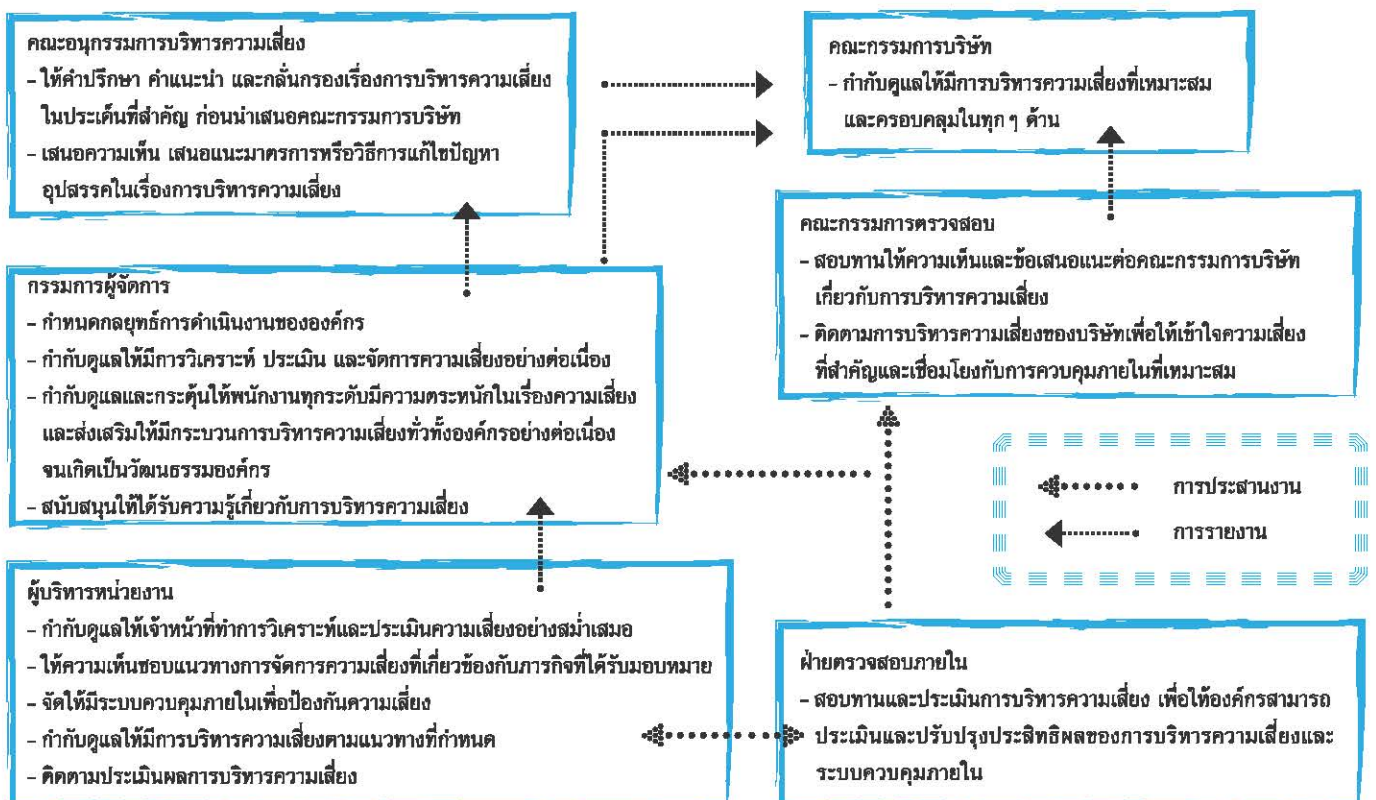 คณะอนุกรรมการบริหารความเสี่ยง
- ให้คำปรึกษา คำแนะนำ และกลั่นกรองเรื่องการบริหารความเสี่ยง
ในประเด็นที่สำคัญ ก่อนนำเสนอคณะกรรมการบริษัท
- เสนอความเห็น เสนอแนะมาตรการหรือวิธีการแก้ไขปัญหา
อุปสรรคในเรื่องการบริหารความเสี่ยง
คณะกรรมการบริษัท
- กำกับดูแลให้มีการบริหารความเสี่ยงที่เหมาะสม
และครอบคลุมในทุกๆ ด้าน
กรรมการผู้จัดการ
- กำหนดกลยุทธ์การดำเนินงานขององค์กร
- กำกับดูแลให้มีการวิเคราะห์ ประเมิน และจัดการความเสี่ยงอย่างต่อเนื่อง
- กำกับดูแลและกระตุ้นให้พนักงานทุกระดับมีความตระหนักในเรื่องความเสี่ยง
และส่งเสริมให้มีกระบวนการบริหารความเสี่ยงทั่วทั้งองค์กรอย่างต่อเนื่อง
จนเกิดเป็นวัฒนธรรมองค์กร
- สนับสนุนให้ได้รับความรู้เกี่ยวกับการบริหารความเสี่ยง
คณะกรรมการตรวจสอบ
- สอบทานให้ความเห็นและข้อเสนอแนะต่อคณะกรรมการบริษัท
เกี่ยวกับการบริหารความเสี่ยง
- ติดตามการบริหารความเสี่ยงของบริษัทเพื่อให้เข้าใจความเสี่ยง
ที่สำคัญและเชื่อมโยงกับการควบคุมภายในที่เหมาะสม
การประสานงาน
การรายงาน
ผู้บริหารหน่วยงาน
- กำกับดูแลให้เจ้าหน้าที่ทำการวิเคราะห์และประเมินความเสี่ยงอย่างสม่ำเสมอ
- ให้ความเห็นชอบแนวทางการจัดการความเสี่ยงที่เกี่ยวข้องกับภารกิจที่ได้รับมอบหมาย
- จัดให้มีระบบควบคุมภายในเพื่อป้องกันความเสี่ยง
- กำกับดูแลให้มีการบริหารความเสี่ยงตามแนวทางที่กำหนด
- ติดตามประเมินผลการบริหารความเสี่ยง
ฝ่ายตรวจสอบภายใน
- สอบทานและประเมินการบริหารความเสี่ยง เพื่อให้องค์กรสามารถ
ประเมินและปรับปรุงประสิทธิผลของการบริหารความเสี่ยงและ
ระบบควบคุมภายใน